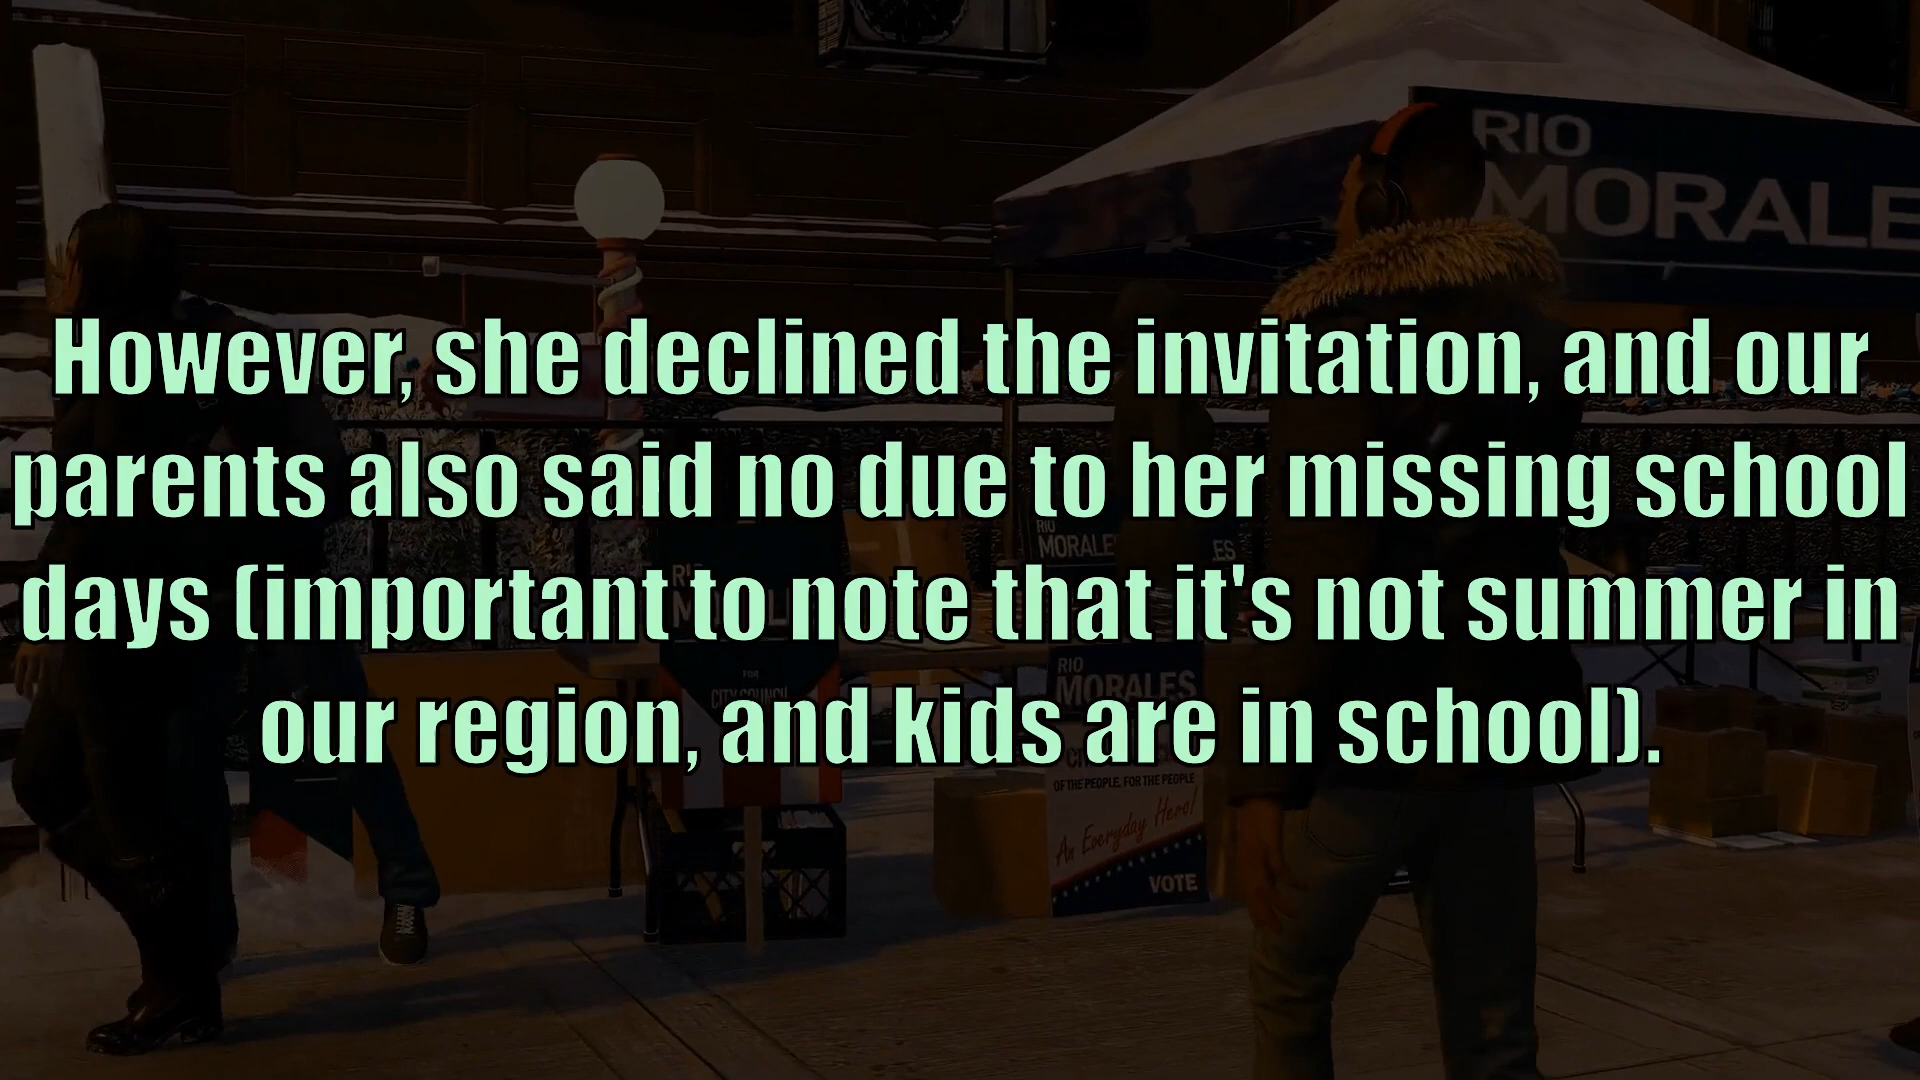 RIO
MORALE
However, she declined the invitation, and our
parents also said no due to her missing school
days (important to note that it's not summer in
our region, and kids are in school).
RIO
MORALE
ES
FOR
CITY COUNCIL
RIO
MORALES
OF THE PEOPLE, FOR THE PEOPLE
An Everyday Hero!
VOTE